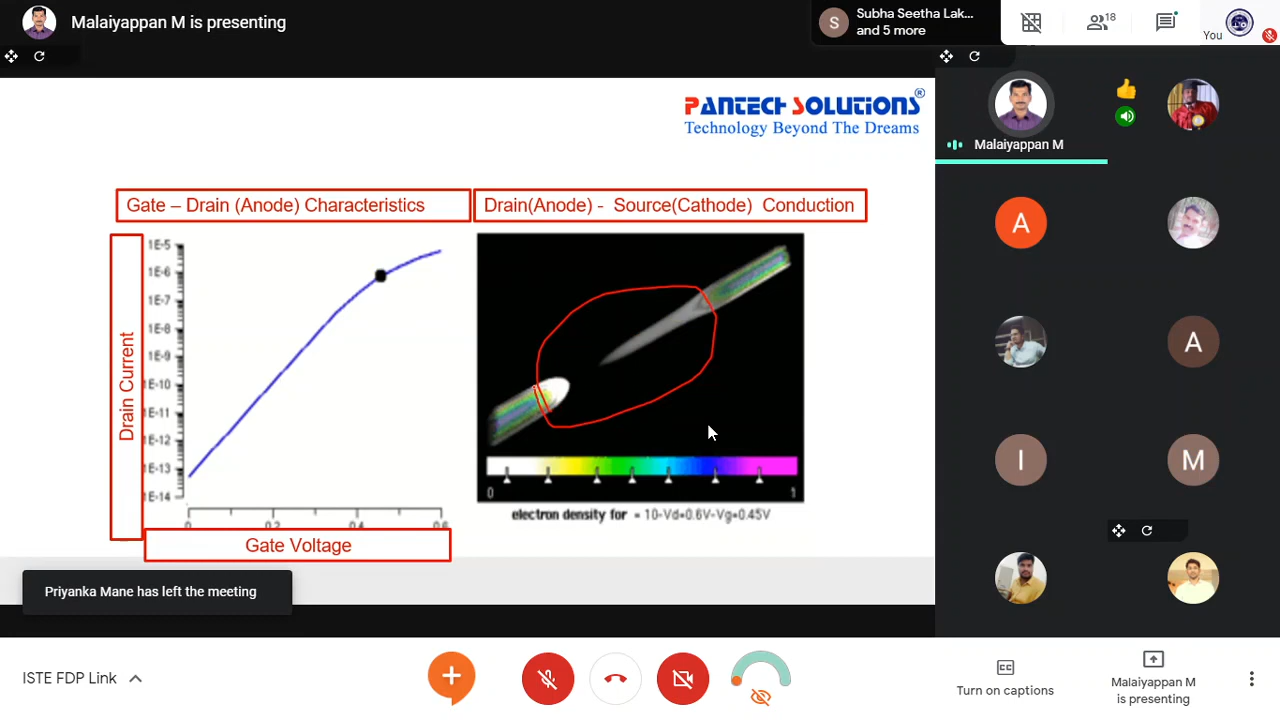 Malaiyappan M is presenting
S
Subha Seetha Lak...
and 5 more
18
You
PANTECH SOLUTIONS®
Technology Beyond The Dreams
Gate – Drain (Anode) Characteristics
Drain(Anode) - Source(Cathode) Conduction
Drain Current
1E-5
1E-6
1E-7
1E-8
1E-9
1E-10
1E-11
1E-12
1E-13
1E-14
0
0.2
0.4
0.6
Gate Voltage
0
1
electron density for = 10-Vd=0.6V-Vg=0.45V
Malaiyappan M
A
A
I
M
Priyanka Mane has left the meeting
ISTE FDP Link
Turn on captions
Malaiyappan M
is presenting